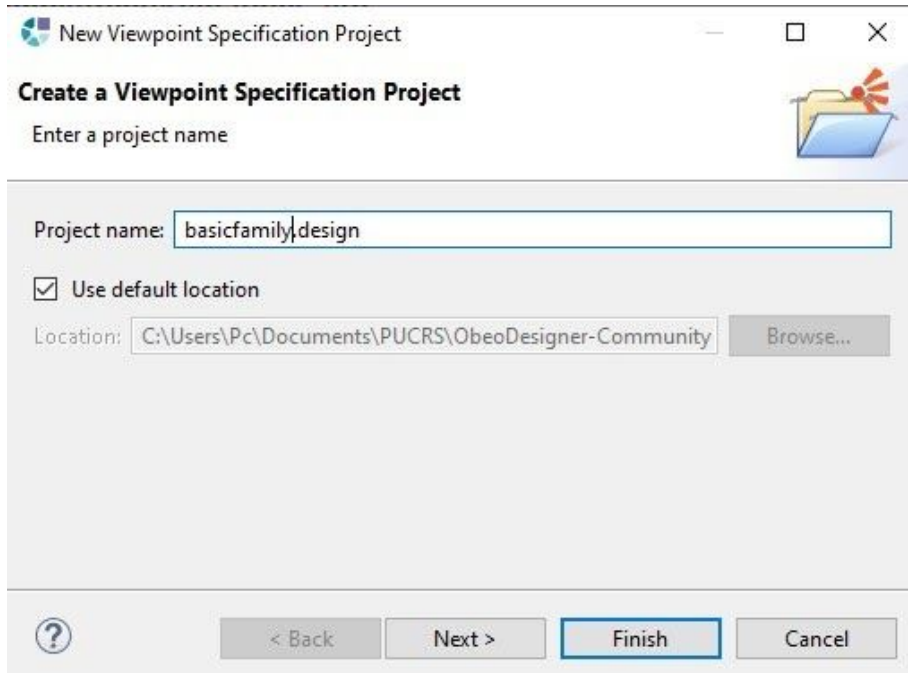 New Viewpoint Specification Project
Create a Viewpoint Specification Project
Enter a project name
Project name: basicfamily.design
Use default location
Location: C:\Users\Pc\Documents\PUCRS\ObeoDesigner-Community Browse...
? < Back Next > Finish Cancel